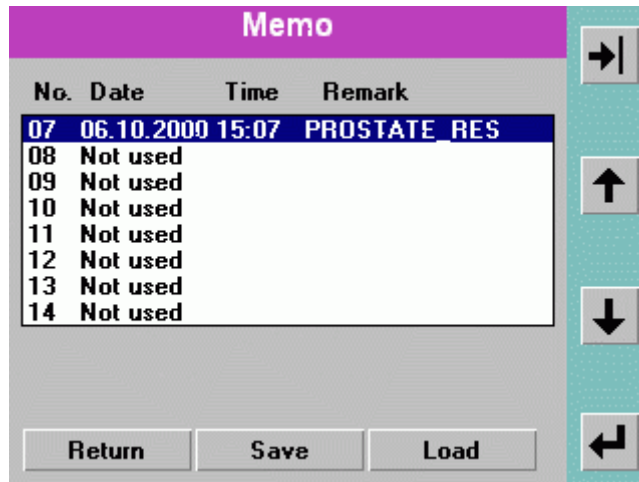 Memo
No. Date Time Remark
07 06.10.2000 15:07 PROSTATE_RES
08 Not used
09 Not used
10 Not used
11 Not used
12 Not used
13 Not used
14 Not used
Return Save Load